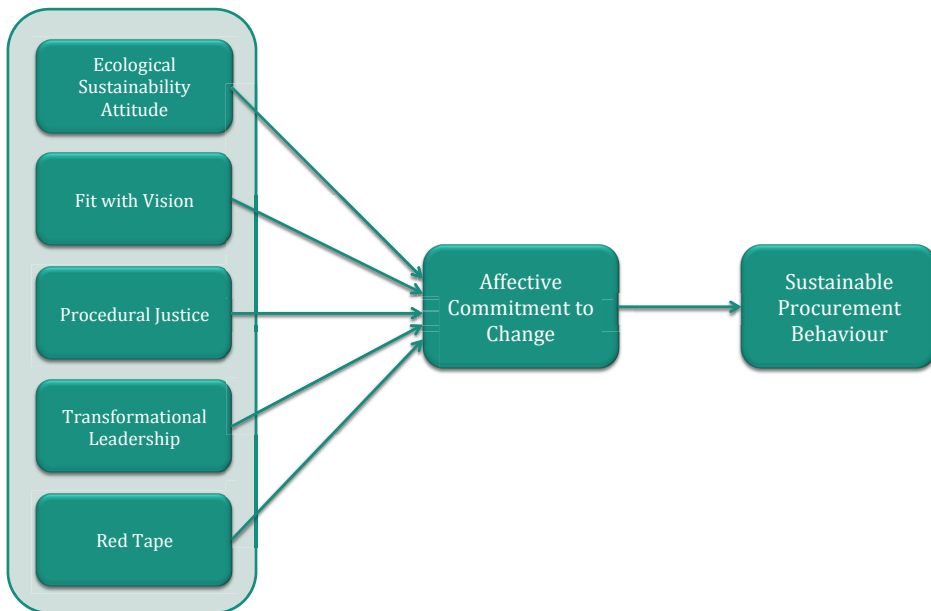 Ecological
Sustainability
Attitude
Fit with Vision
Procedural Justice
Transformational
Leadership
Red Tape
Affective
Commitment to
Change
Sustainable
Procurement
Behaviour